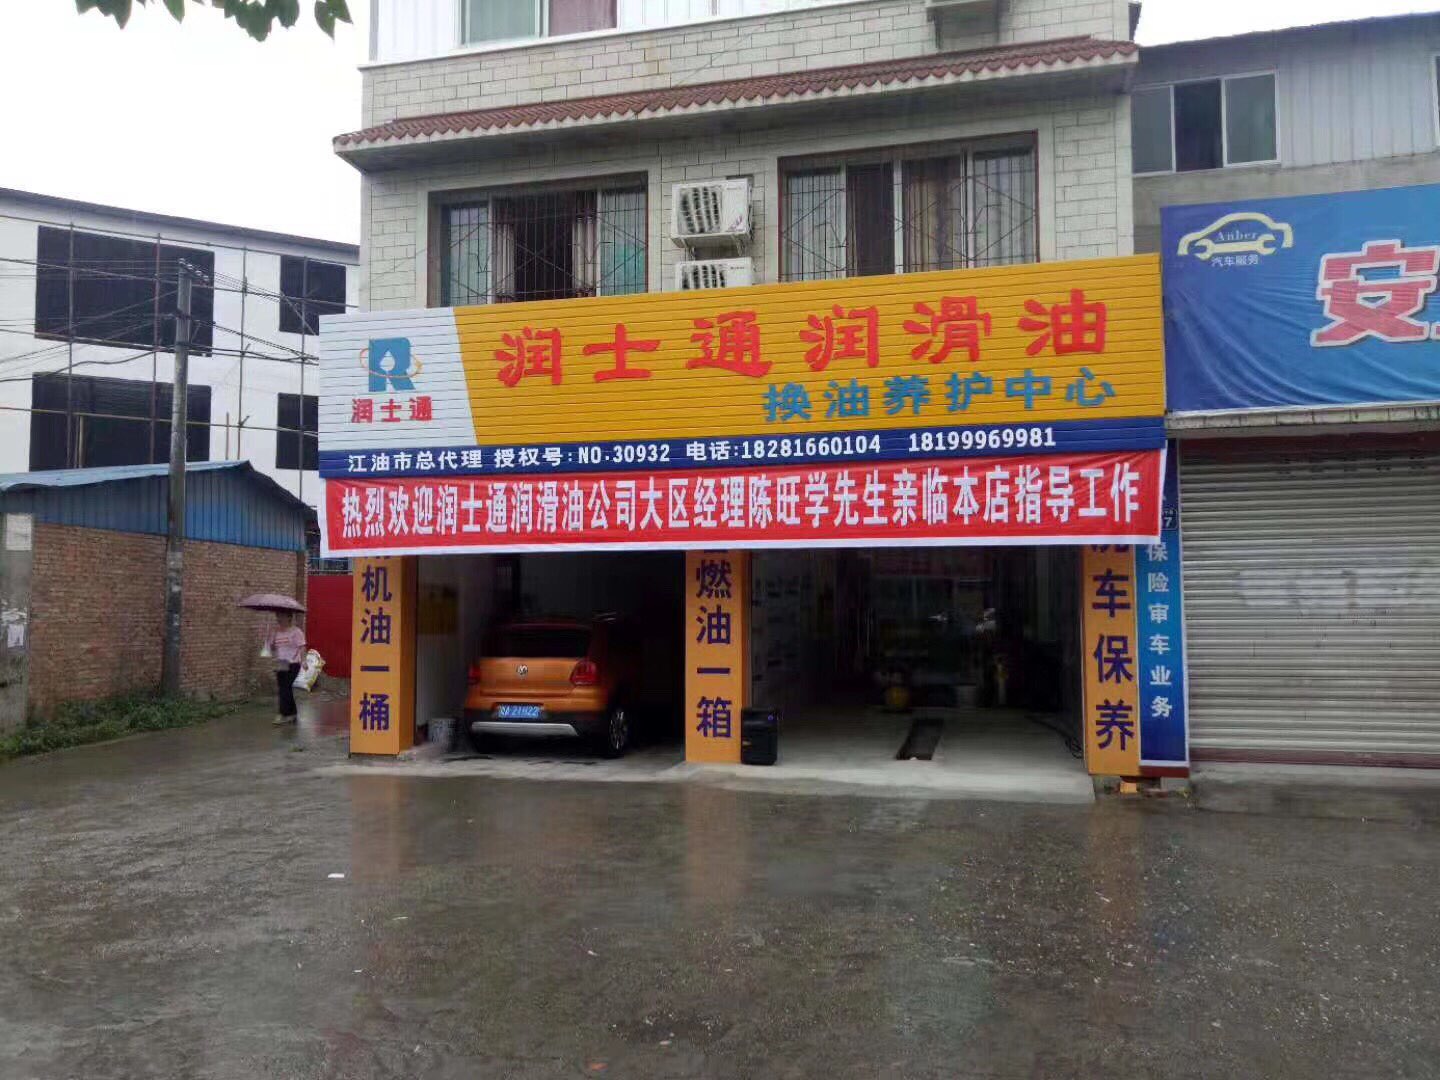 润士通润滑油
换油养护中心
润士通
江油市总代理 授权号:NO.30932 电话:18281660104 18199969981
热烈欢迎润士通润滑油公司大区经理陈旺学先生亲临本店指导工作
机油一桶
燃油一箱
车保养
保险审车业务
Anber
汽车服务
安